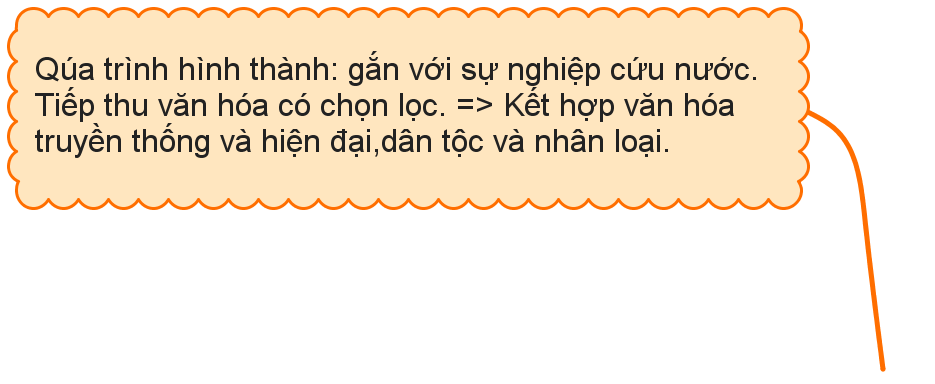 Qúa trình hình thành: gắn với sự nghiệp cứu nước.
Tiếp thu văn hóa có chọn lọc. => Kết hợp văn hóa
truyền thống và hiện đại,dân tộc và nhân loại.